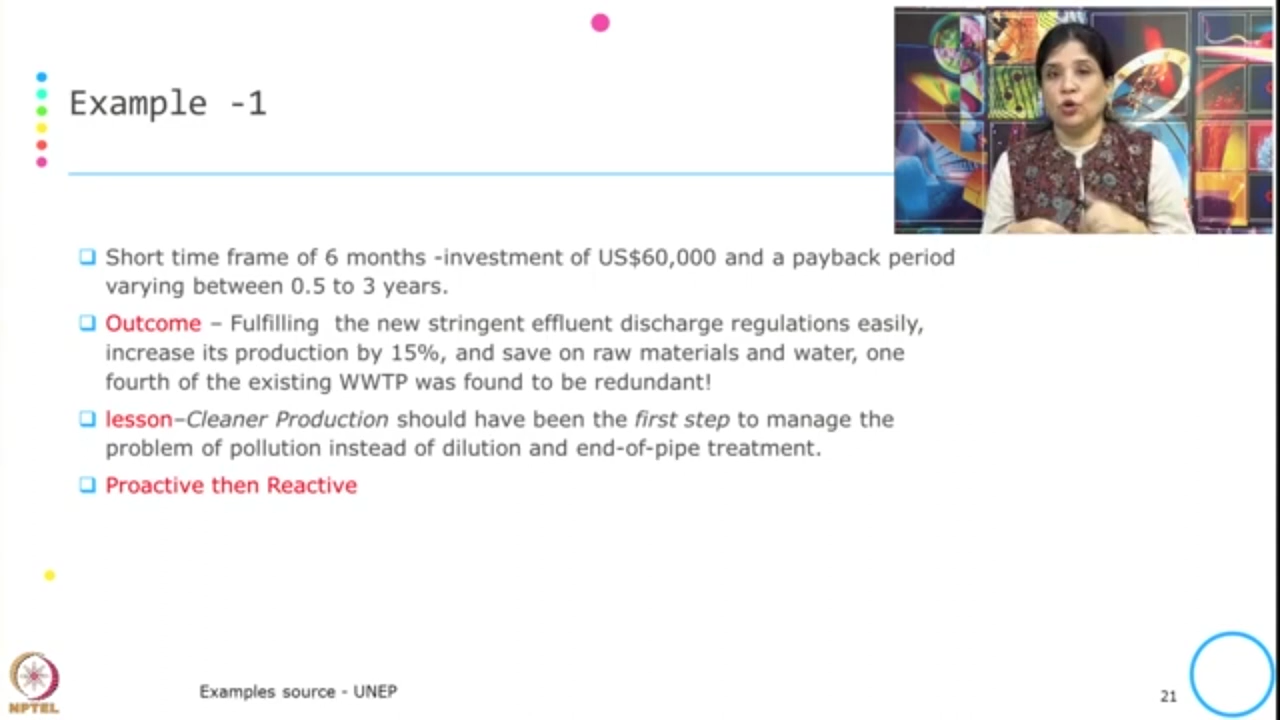 Example -1
Short time frame of 6 months -investment of US$60,000 and a payback period
varying between 0.5 to 3 years.
Outcome – Fulfilling the new stringent effluent discharge regulations easily,
increase its production by 15%, and save on raw materials and water, one
fourth of the existing WWTP was found to be redundant!
lesson–Cleaner Production should have been the first step to manage the
problem of pollution instead of dilution and end-of-pipe treatment.
Proactive then Reactive
NPTEL
Examples source - UNEP
21